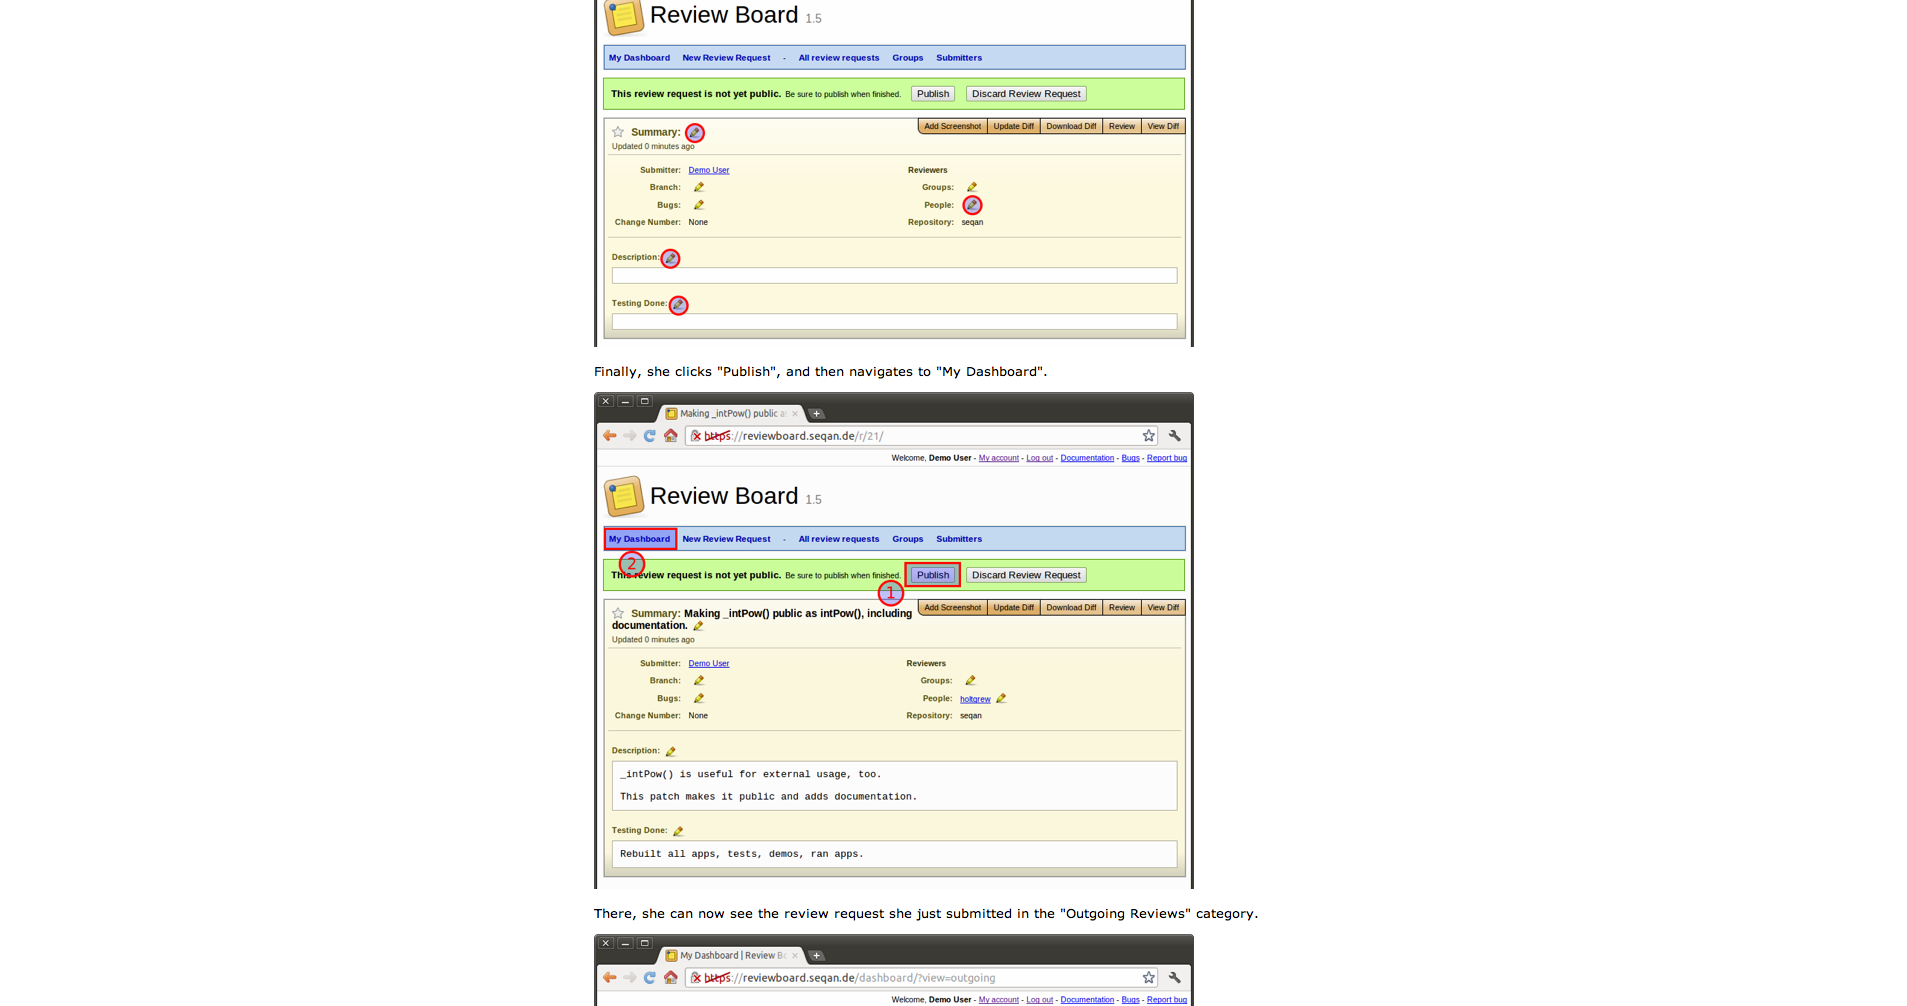 Review Board 1.5
My Dashboard New Review Request - All review requests Groups Submitters
This review request is not yet public. Be sure to publish when finished. Publish Discard Review Request
Add Screenshot Update Diff Download Diff Review View Diff
Summary:
Updated 0 minutes ago
Submitter: Demo User Reviewers
Branch: Groups:
Bugs: People:
Change Number: None Repository: seqan
Description:
Testing Done:
Finally, she clicks "Publish", and then navigates to "My Dashboard".
Making _intPow() public as
https://reviewboard.seqan.de/r/21/
Welcome, Demo User - My account - Log out - Documentation - Bugs - Report bug
Review Board 1.5
My Dashboard New Review Request - All review requests Groups Submitters
2
This review request is not yet public. Be sure to publish when finished. Publish Discard Review Request
1
Add Screenshot Update Diff Download Diff Review View Diff
Summary: Making _intPow() public as intPow(), including
documentation.
Updated 0 minutes ago
Submitter: Demo User Reviewers
Branch: Groups:
Bugs: People: holtgrew
Change Number: None Repository: seqan
Description:
_intPow() is useful for external usage, too.
This patch makes it public and adds documentation.
Testing Done:
Rebuilt all apps, tests, demos, ran apps.
There, she can now see the review request she just submitted in the "Outgoing Reviews" category.
My Dashboard | Review Bo
https://reviewboard.seqan.de/dashboard/?view=outgoing
Welcome, Demo User - My account - Log out - Documentation - Bugs - Report bug